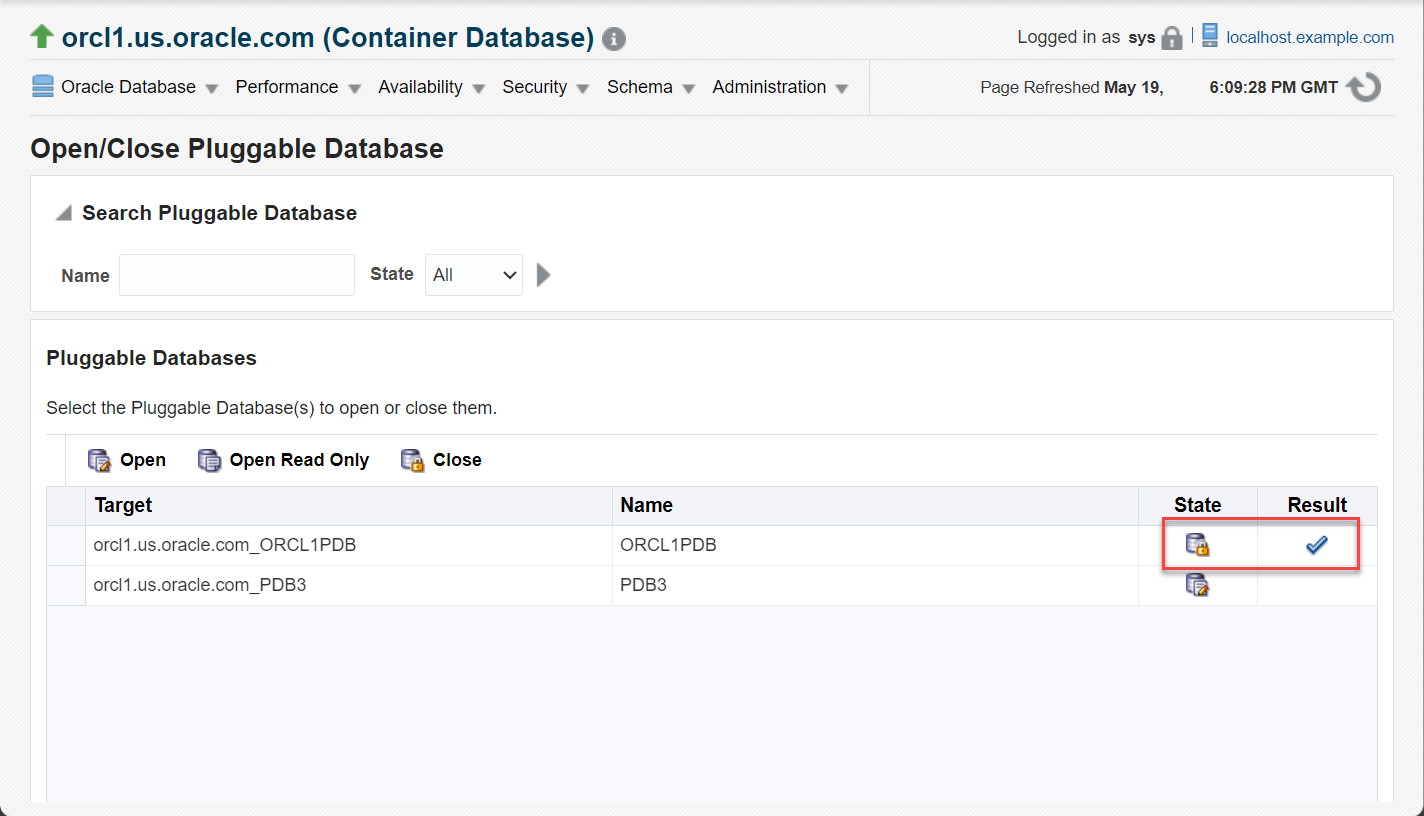 orcl1.us.oracle.com (Container Database)
Logged in as sys localhost.example.com
Oracle Database Performance Availability Security Schema Administration
Page Refreshed May 19, 6:09:28 PM GMT
Open/Close Pluggable Database
Search Pluggable Database
Name State All
Pluggable Databases
Select the Pluggable Database(s) to open or close them.
Open Open Read Only Close
Target Name State Result
orcl1.us.oracle.com_ORCL1PDB ORCL1PDB
orcl1.us.oracle.com_PDB3 PDB3